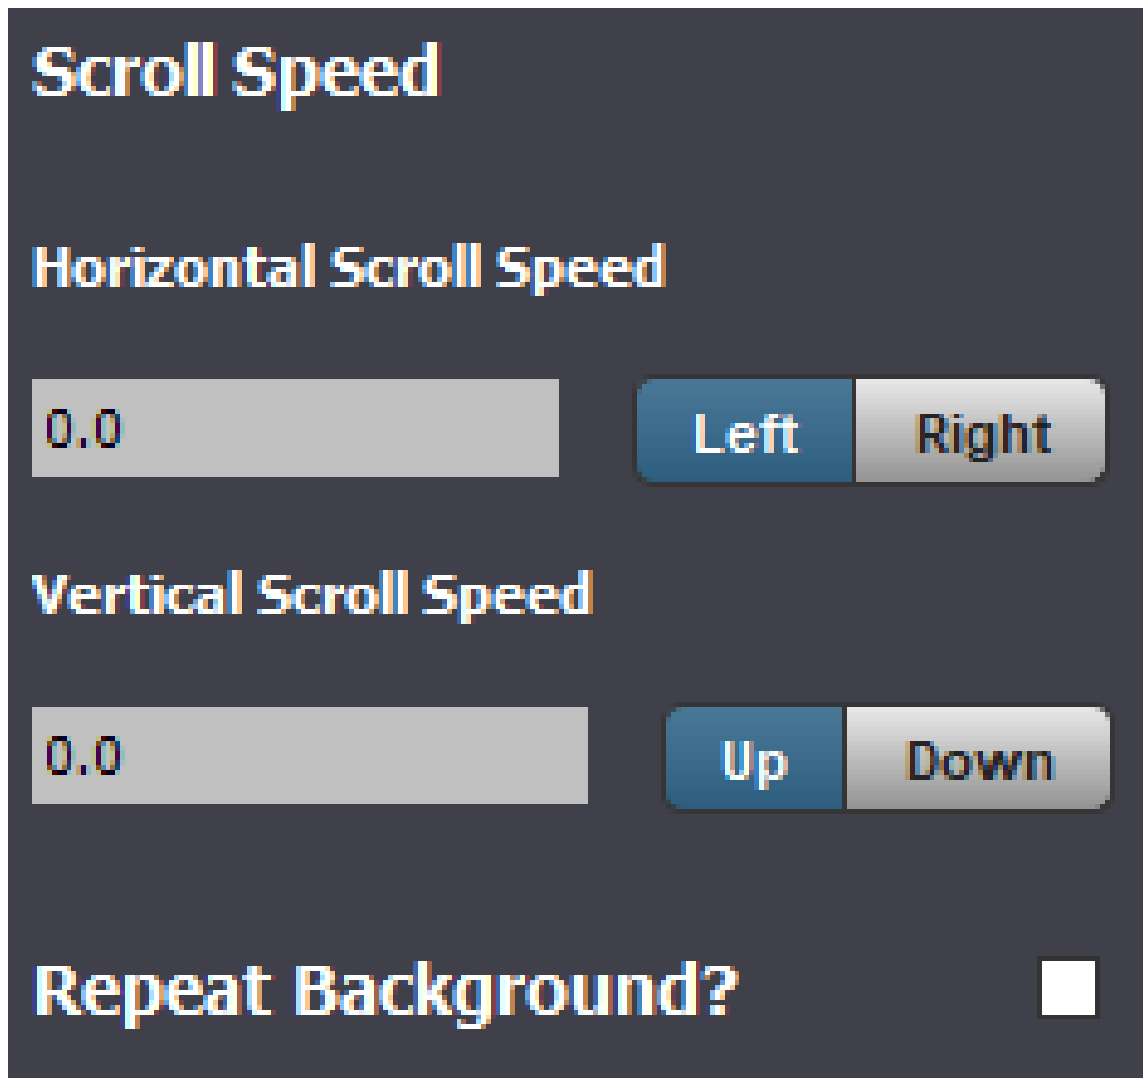 Scroll Speed
Horizontal Scroll Speed
0.0 Left Right
Vertical Scroll Speed
0.0 Up Down
Repeat Background?